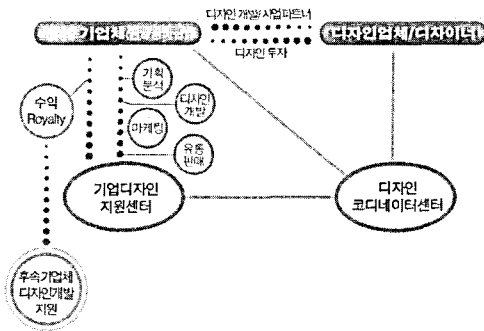 디자인 개발/사업파트너
기업체
디자인업체/디자이너
디자인 투자
기획
분석
수익
Royalty
디자인
개발
마케팅
유통
판매
기업디자인
지원센터
디자인
코디네이터센터
후속기업체
디자인개발
지원